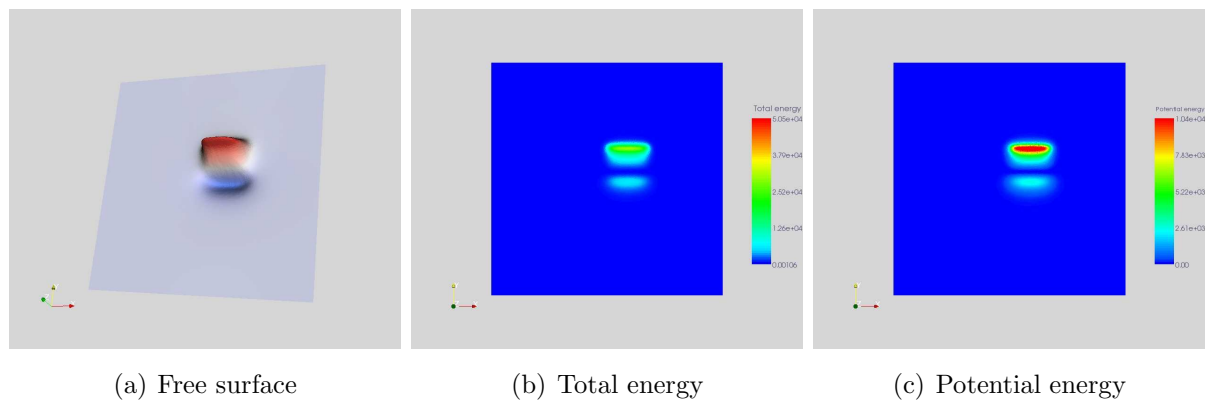 Total energy
5.05e+04
3.79e+04
2.52e+04
1.26e+04
0.00106
Potential energy
1.04e+04
7.83e+03
5.22e+03
2.61e+03
0.00
(a) Free surface
(b) Total energy
(c) Potential energy